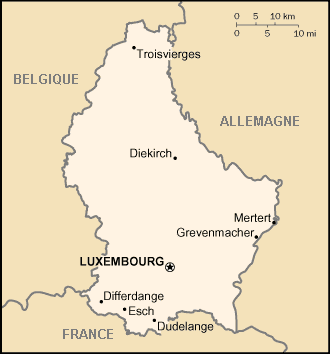 0 5 10 km
0 5 10 mi
Troisvierges
BELGIQUE
ALLEMAGNE
Diekirch
Mertert
Grevenmacher
LUXEMBOURG
Differdange
Esch
Dudelange
FRANCE